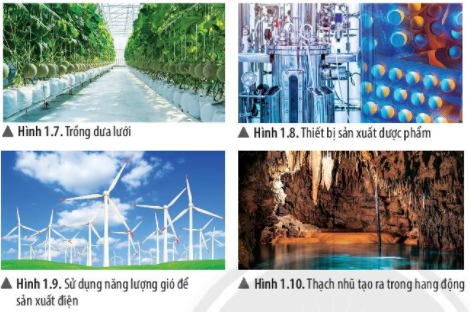 ▲ Hình 1.7. Trồng dưa lưới
▲ Hình 1.8. Thiết bị sản xuất dược phẩm
▲ Hình 1.9. Sử dụng năng lượng gió để
sản xuất điện
▲ Hình 1.10. Thạch nhũ tạo ra trong hang động